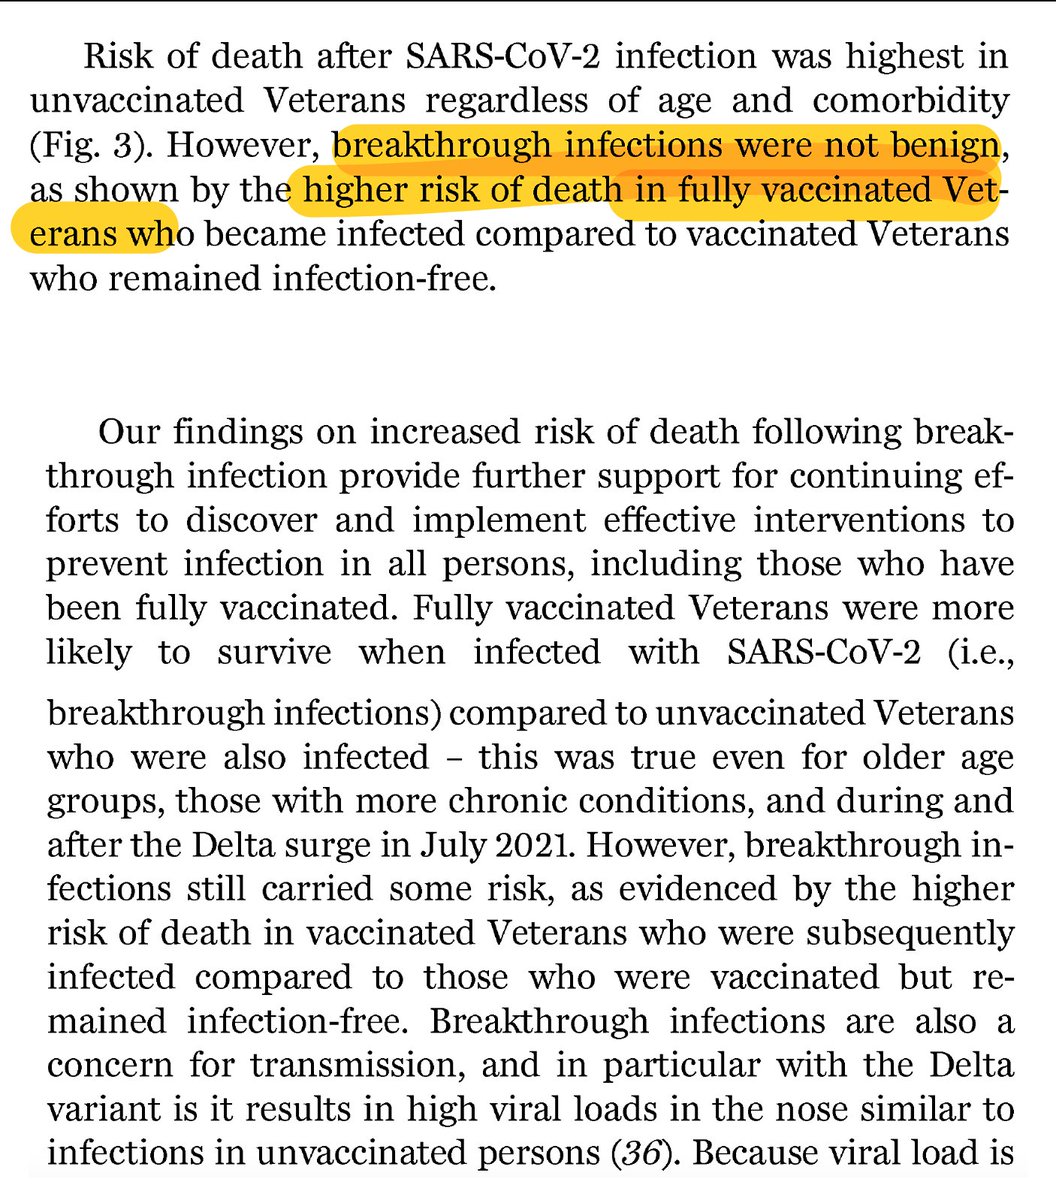 Risk of death after SARS-CoV-2 infection was highest in
unvaccinated Veterans regardless of age and comorbidity
(Fig. 3). However, breakthrough infections were not benign,
as shown by the higher risk of death in fully vaccinated Vet-
erans who became infected compared to vaccinated Veterans
who remained infection-free.
Our findings on increased risk of death following break-
through infection provide further support for continuing ef-
forts to discover and implement effective interventions to
prevent infection in all persons, including those who have
been fully vaccinated. Fully vaccinated Veterans were more
likely to survive when infected with SARS-CoV-2 (i.e.,
breakthrough infections) compared to unvaccinated Veterans
who were also infected – this was true even for older age
groups, those with more chronic conditions, and during and
after the Delta surge in July 2021. However, breakthrough in-
fections still carried some risk, as evidenced by the higher
risk of death in vaccinated Veterans who were subsequently
infected compared to those who were vaccinated but re-
mained infection-free. Breakthrough infections are also a
concern for transmission, and in particular with the Delta
variant is it results in high viral loads in the nose similar to
infections in unvaccinated persons (36). Because viral load is